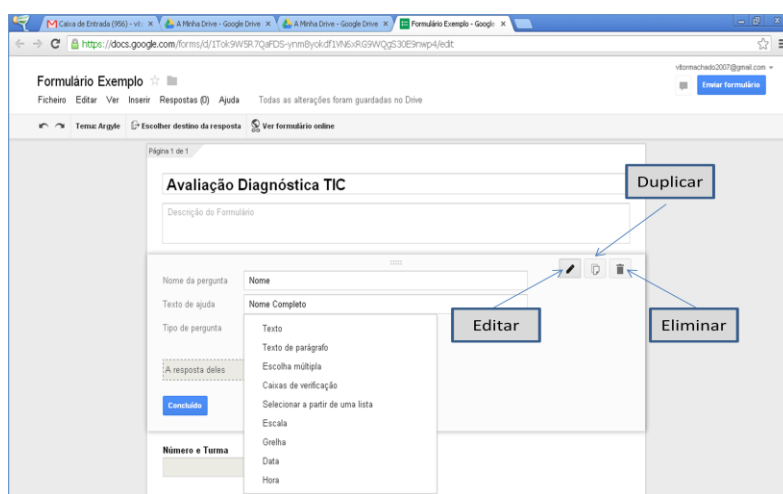 Caixa de Entrada (956) - vito
A Minha Drive - Google Drive
A Minha Drive - Google Drive
Formulário Exemplo - Google
https://docs.google.com/forms/d/1Tok9W5R7QaFDS-ynmByokdf1VN6xRG9WQgS30E9nwp4/edit
vitormachado2007@gmail.com
Formulário Exemplo
Enviar formulário
Ficheiro Editar Ver Inserir Respostas (0) Ajuda Todas as alterações foram guardadas no Drive
Tema: Argyle Escolher destino da resposta Ver formulário online
Página 1 de 1
Avaliação Diagnóstica TIC
Duplicar
Descrição do Formulário
Nome da pergunta Nome
Texto de ajuda Nome Completo
Tipo de pergunta
Editar
Eliminar
Texto
Texto de parágrafo
Escolha múltipla
A resposta deles
Caixas de verificação
Concluído
Selecionar a partir de uma lista
Escala
Grelha
Número e Turma
Data
Hora